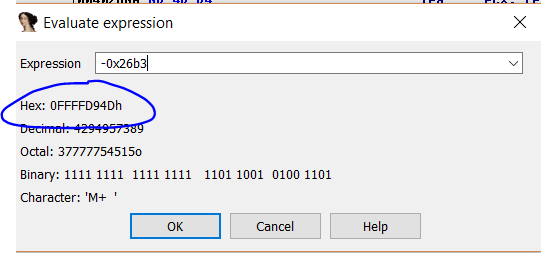 Evaluate expression
Expression -0x26b3
Hex: 0FFFFD94Dh
Decimal: 4294957389
Octal: 37777754515o
Binary: 1111 1111 1111 1111 1101 1001 0100 1101
Character: 'M+ '
OK Cancel Help